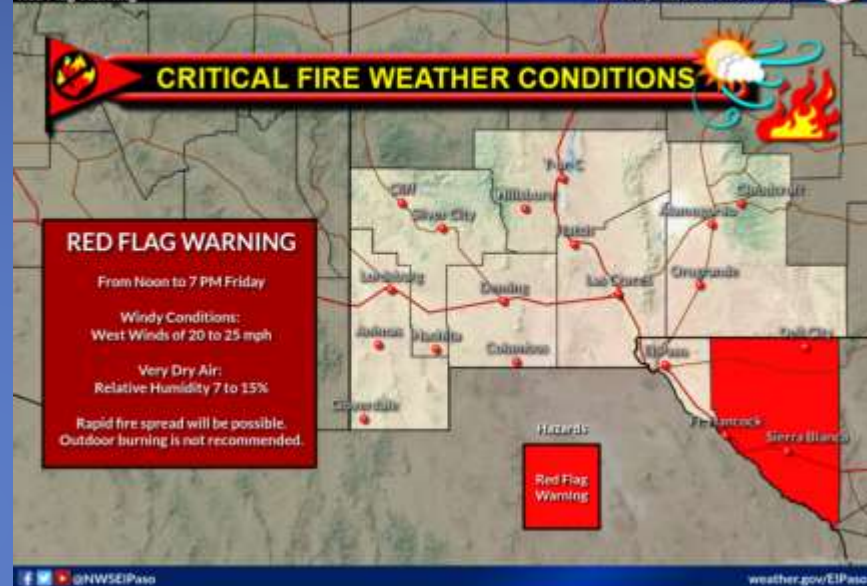 CRITICAL FIRE WEATHER CONDITIONS
RED FLAG WARNING
From Noon to 7 PM Friday
Windy Conditions:
West Winds of 20 to 25 mph
Very Dry Air:
Relative Humidity 7 to 15%
Rapid fire spread will be possible.
Outdoor burning is not recommended.
T or C
Cliff
Hillsboro
Cloudcroft
Silver City
Alamogordo
Hatch
Lordsburg
Deming
Las Cruces
Orogrande
Animas
Hachita
Columbus
El Paso
Dell City
Cloverdale
Ft Hancock
Sierra Blanca
Hazards
Red Flag
Warning
@NWSElPaso
weather.gov/ElPaso